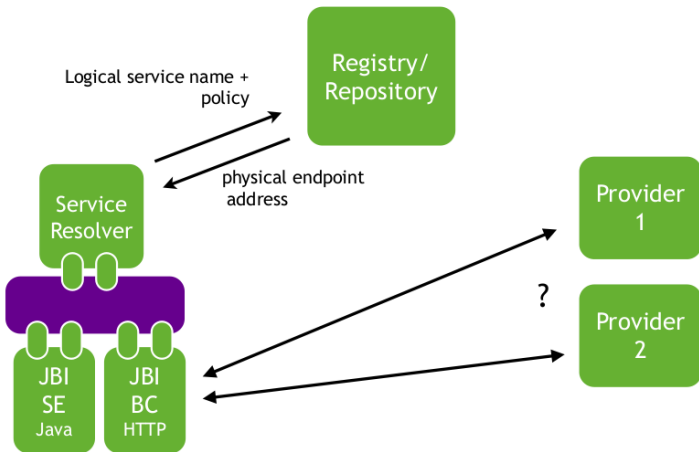 Registry/
Repository
Logical service name +
policy
physical endpoint
address
Service
Resolver
Provider
1
?
Provider
2
JBI
SE
Java
JBI
BC
HTTP